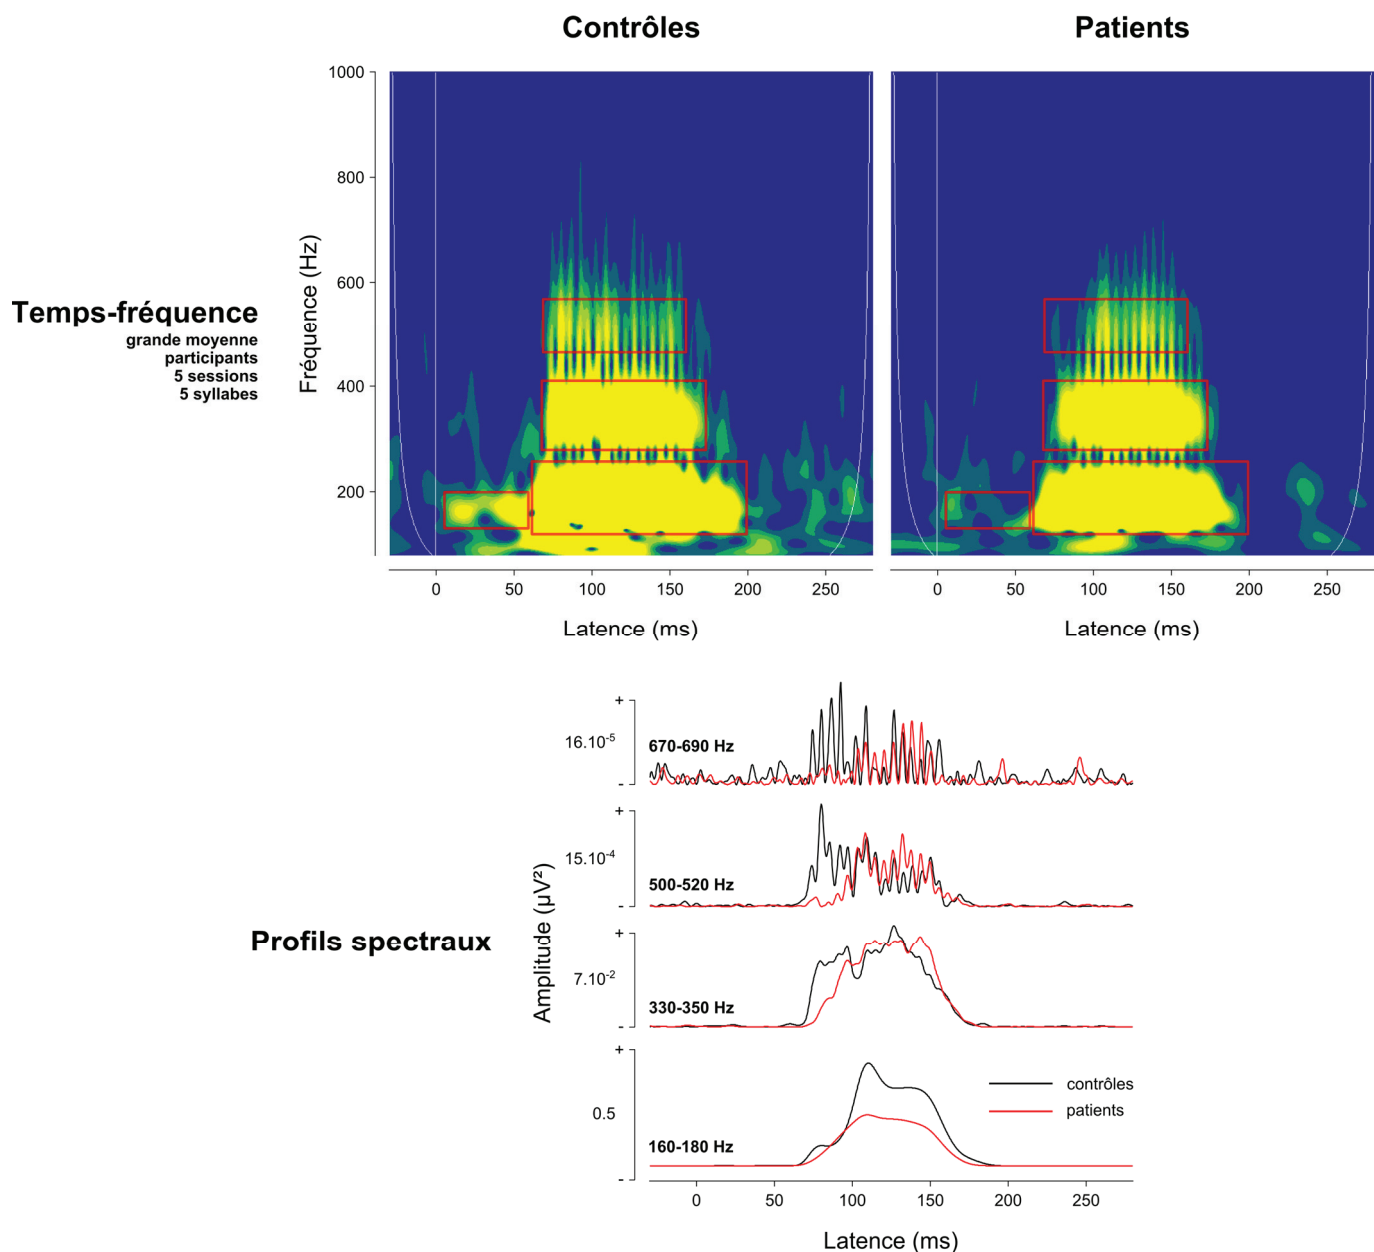 Contrôles
Patients
1000
800
600
400
200
Fréquence (Hz)
Temps-fréquence
grande moyenne
participants
5 sessions
5 syllabes
0 50 100 150 200 250
0 50 100 150 200 250
Latence (ms)
Latence (ms)
Profils spectraux
Amplitude (µV²)
+
16.10-5
670-690 Hz
-
+
15.10-4
500-520 Hz
-
+
7.10-2
330-350 Hz
-
+
contrôles
0.5
patients
160-180 Hz
-
0 50 100 150 200 250
Latence (ms)